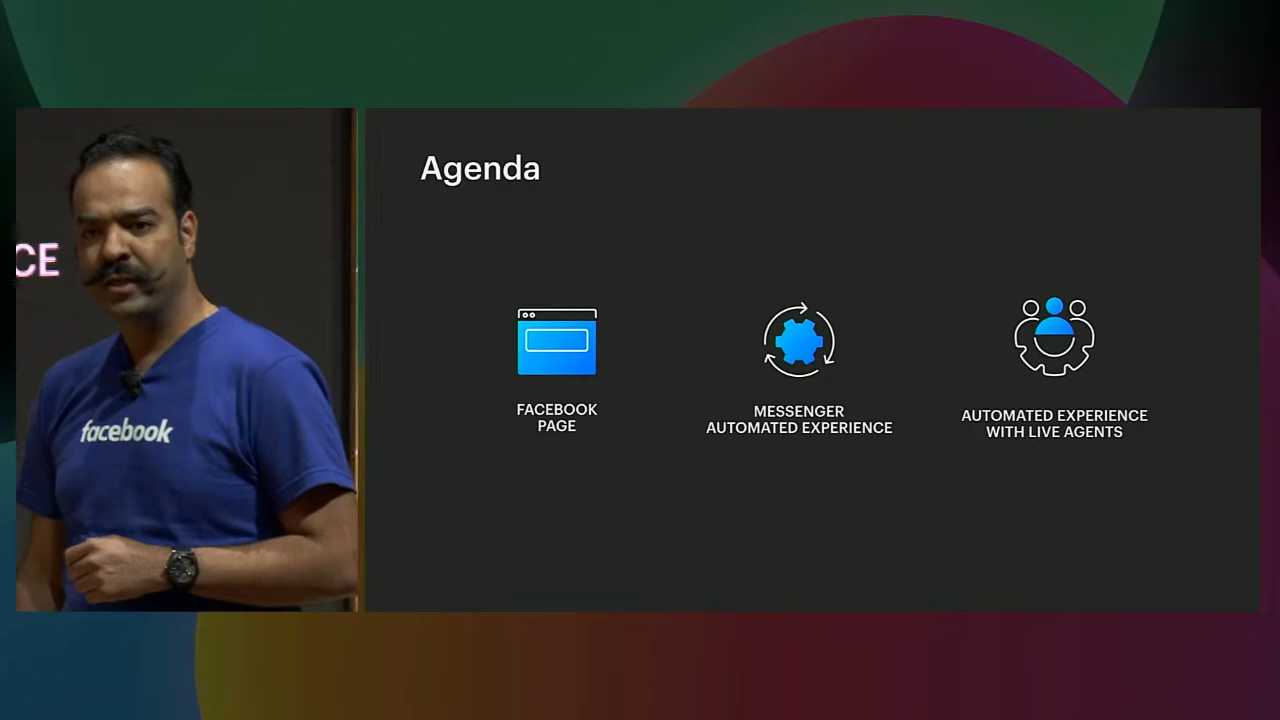 Agenda
CE
facebook
FACEBOOK
PAGE
MESSENGER
AUTOMATED EXPERIENCE
AUTOMATED EXPERIENCE
WITH LIVE AGENTS